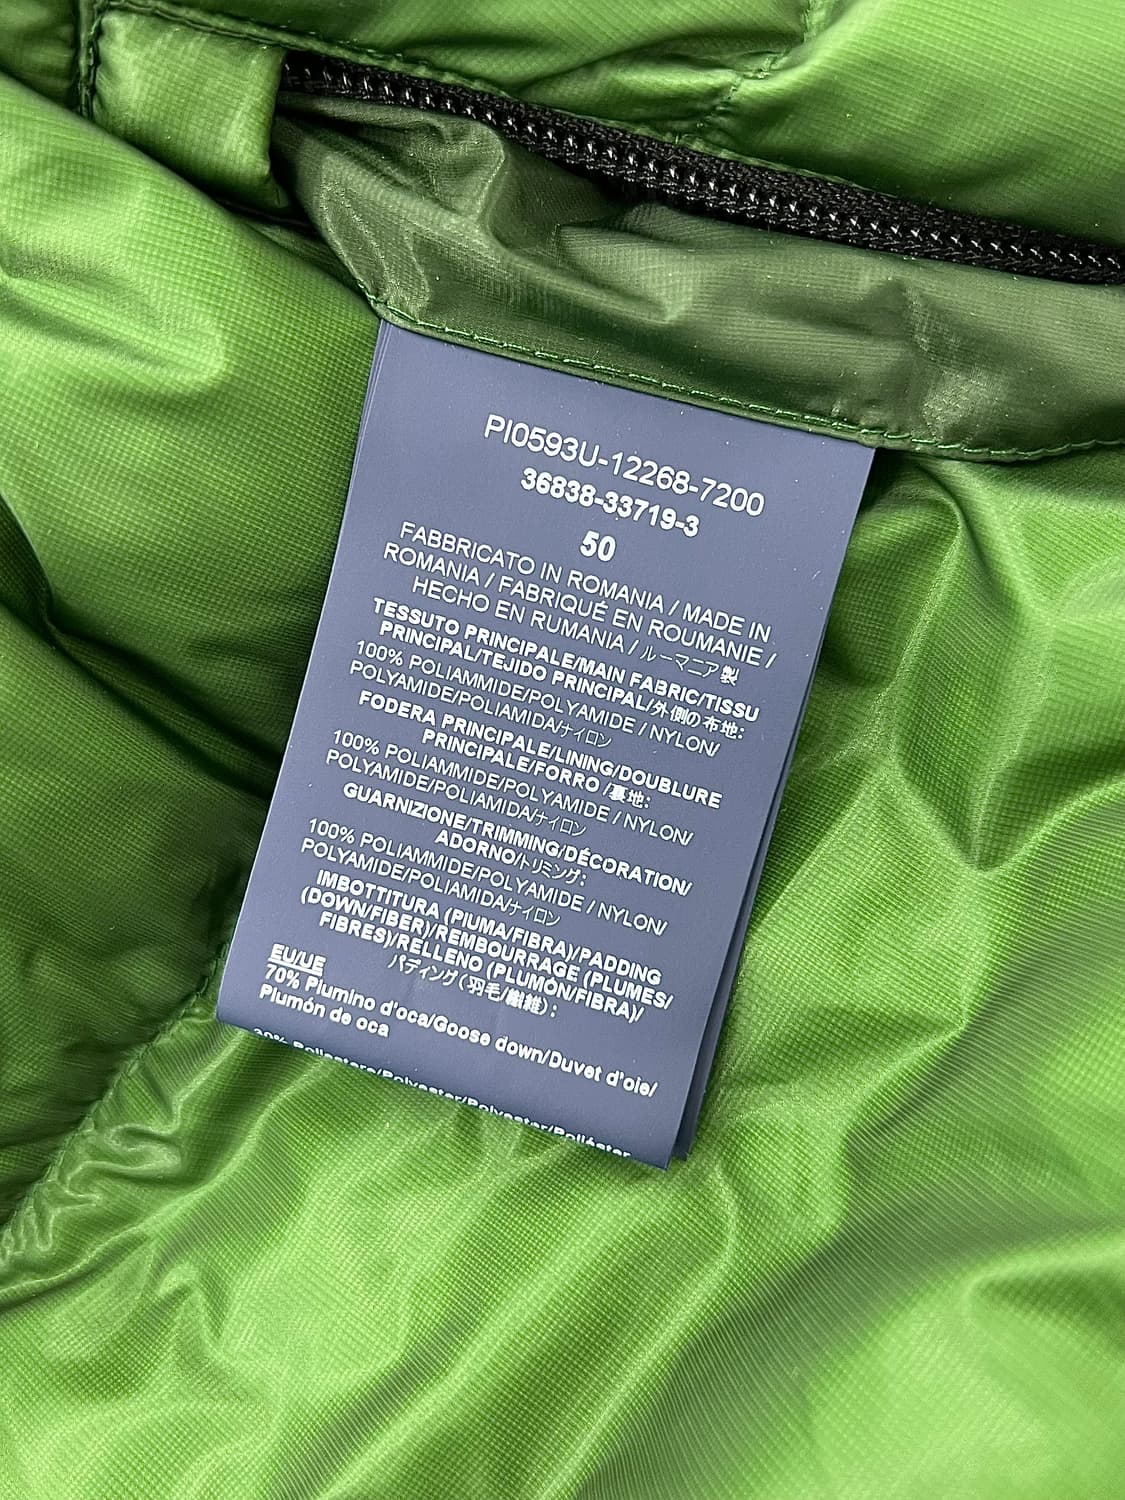 PI0593U-12268-7200
36838-33719-3
50
FABBRICATO IN ROMANIA / MADE IN
ROMANIA / FABRIQUÉ EN ROUMANIE /
HECHO EN RUMANIA / ルーマニア製
TESSUTO PRINCIPALE/MAIN FABRIC/TISSU
PRINCIPAL/TEJIDO PRINCIPAL/外側の布地:
100% POLIAMMIDE/POLYAMIDE / NYLON/
POLYAMIDE/POLIAMIDA/ナイロン
FODERA PRINCIPALE/LINING/DOUBLURE
PRINCIPALE/FORRO /裏地:
100% POLIAMMIDE/POLYAMIDE / NYLON/
POLYAMIDE/POLIAMIDA/ナイロン
GUARNIZIONE/TRIMMING/DÉCORATION/
ADORNO/トリミング:
100% POLIAMMIDE/POLYAMIDE / NYLON/
POLYAMIDE/POLIAMIDA/ナイロン
IMBOTTITURA (PIUMA/FIBRA)/PADDING
(DOWN/FIBER)/REMBOURRAGE (PLUMES/
FIBRES)/RELLENO (PLUMÓN/FIBRA)/
パディング(羽毛/繊維):
EU/UE
70% Piumino d'oca/Goose down/Duvet d'oie/
Plumón de oca
30% Poliestere/Polyester/Polyester/Poliéster